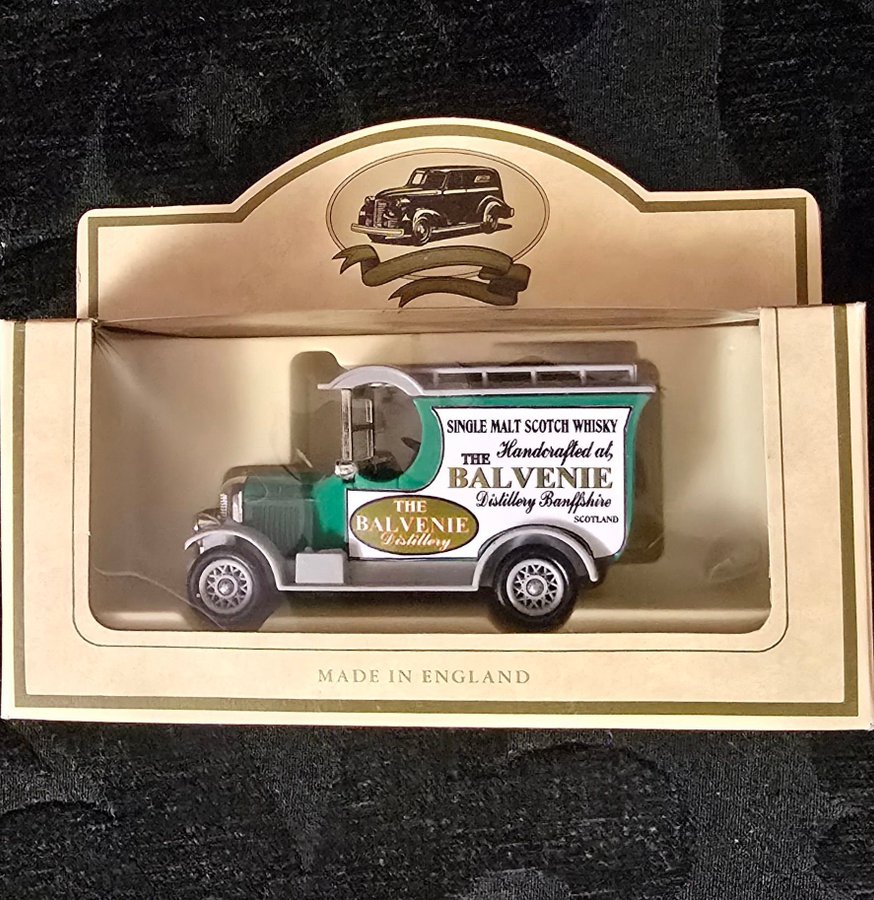 SINGLE MALT SCOTCH WHISKY
Handcrafted at,
THE
BALVENIE
Distillery Banffshire
SCOTLAND
THE
BALVENIE
Distillery
MADE IN ENGLAND